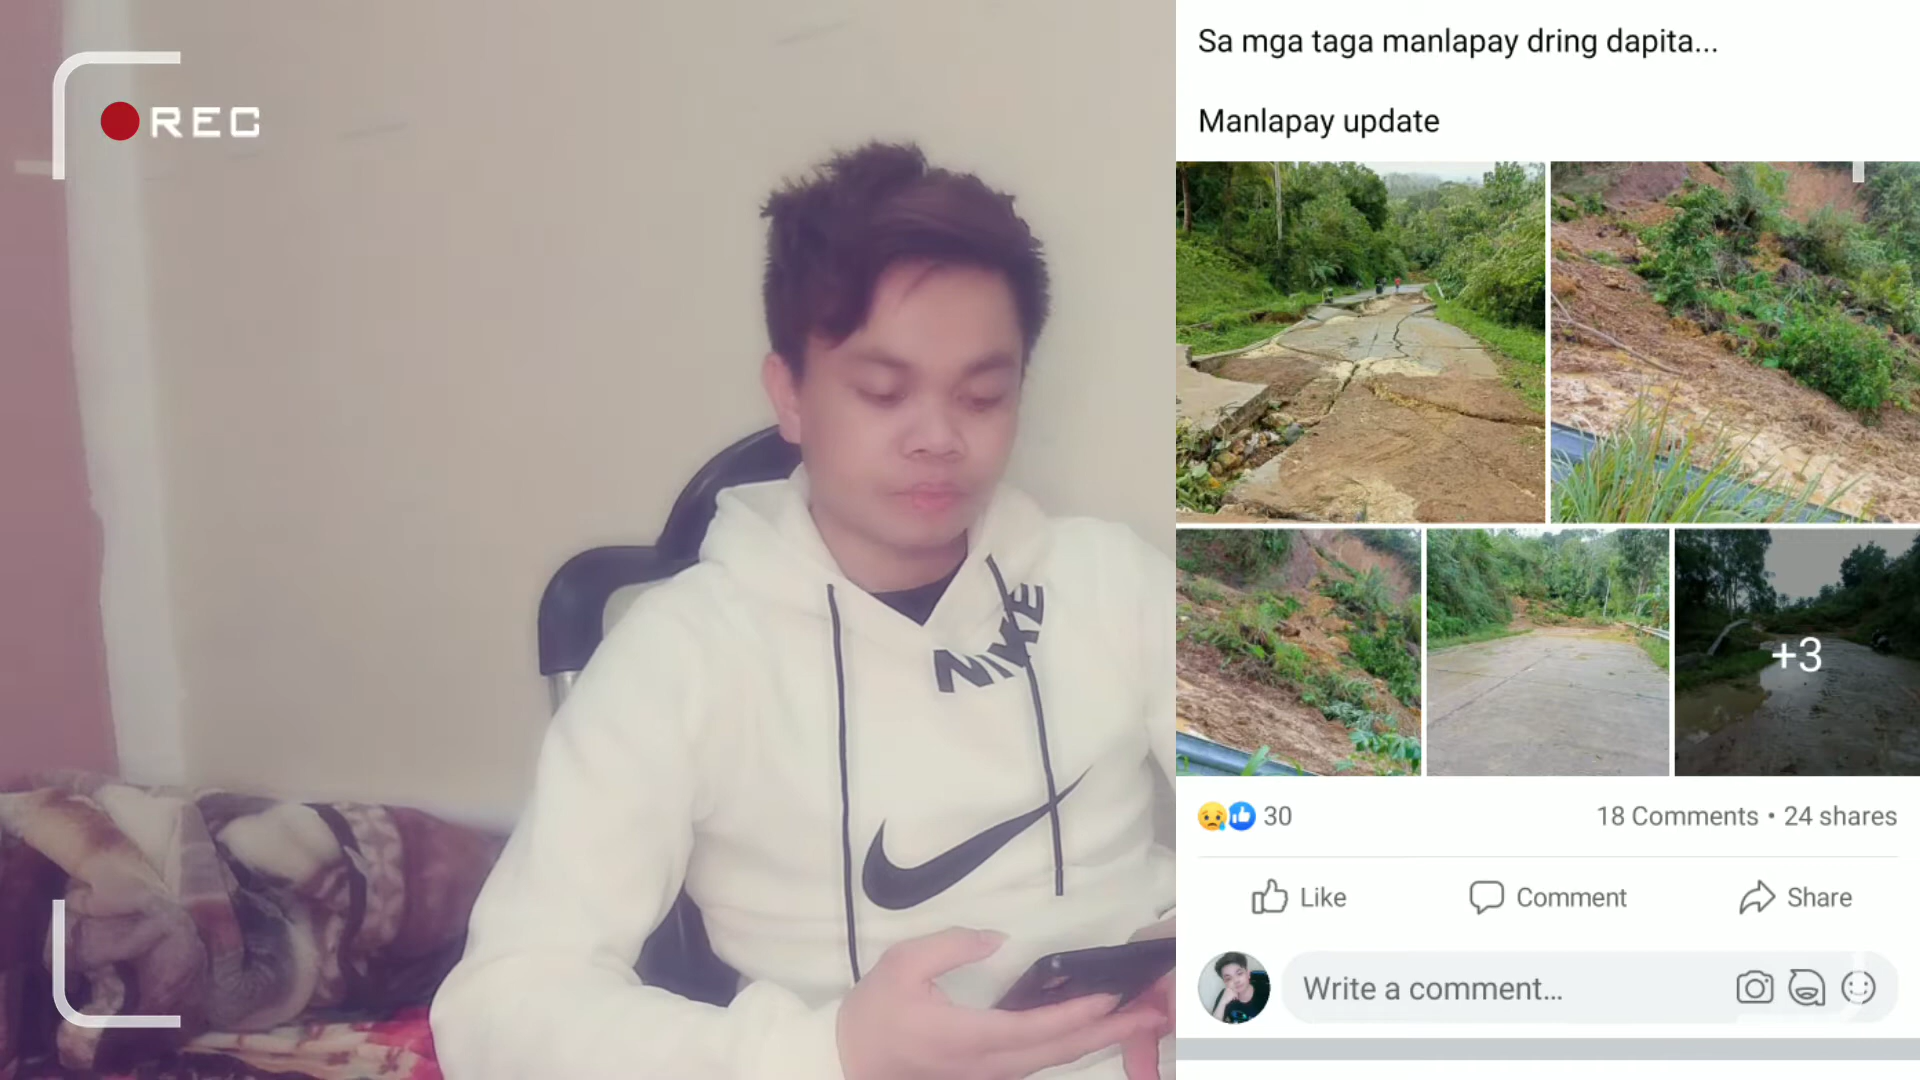 REC
NIKE
Sa mga taga manlapay dring dapita...
Manlapay update
+3
30
18 Comments • 24 shares
Like
Comment
Share
Write a comment...